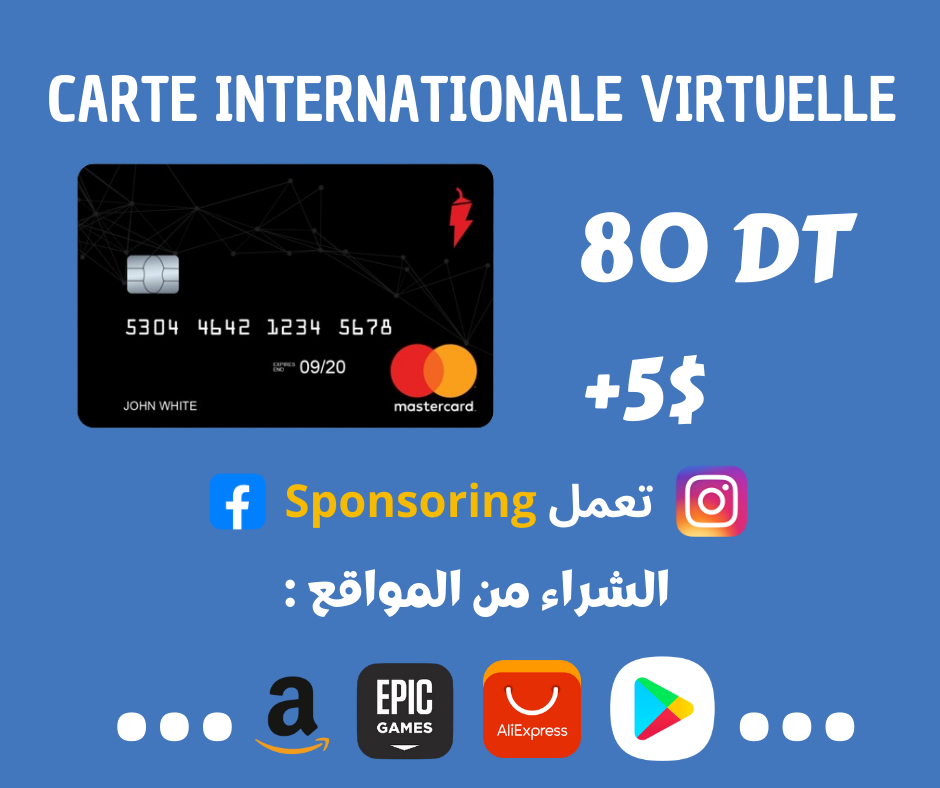 CARTE INTERNATIONALE VIRTUELLE
80 DT
5304 4642 1234 5678
EXPIRES END 09/20
JOHN WHITE
mastercard
+5$
تعمل Sponsoring
الشراء من المواقع :
EPIC
GAMES
AliExpress